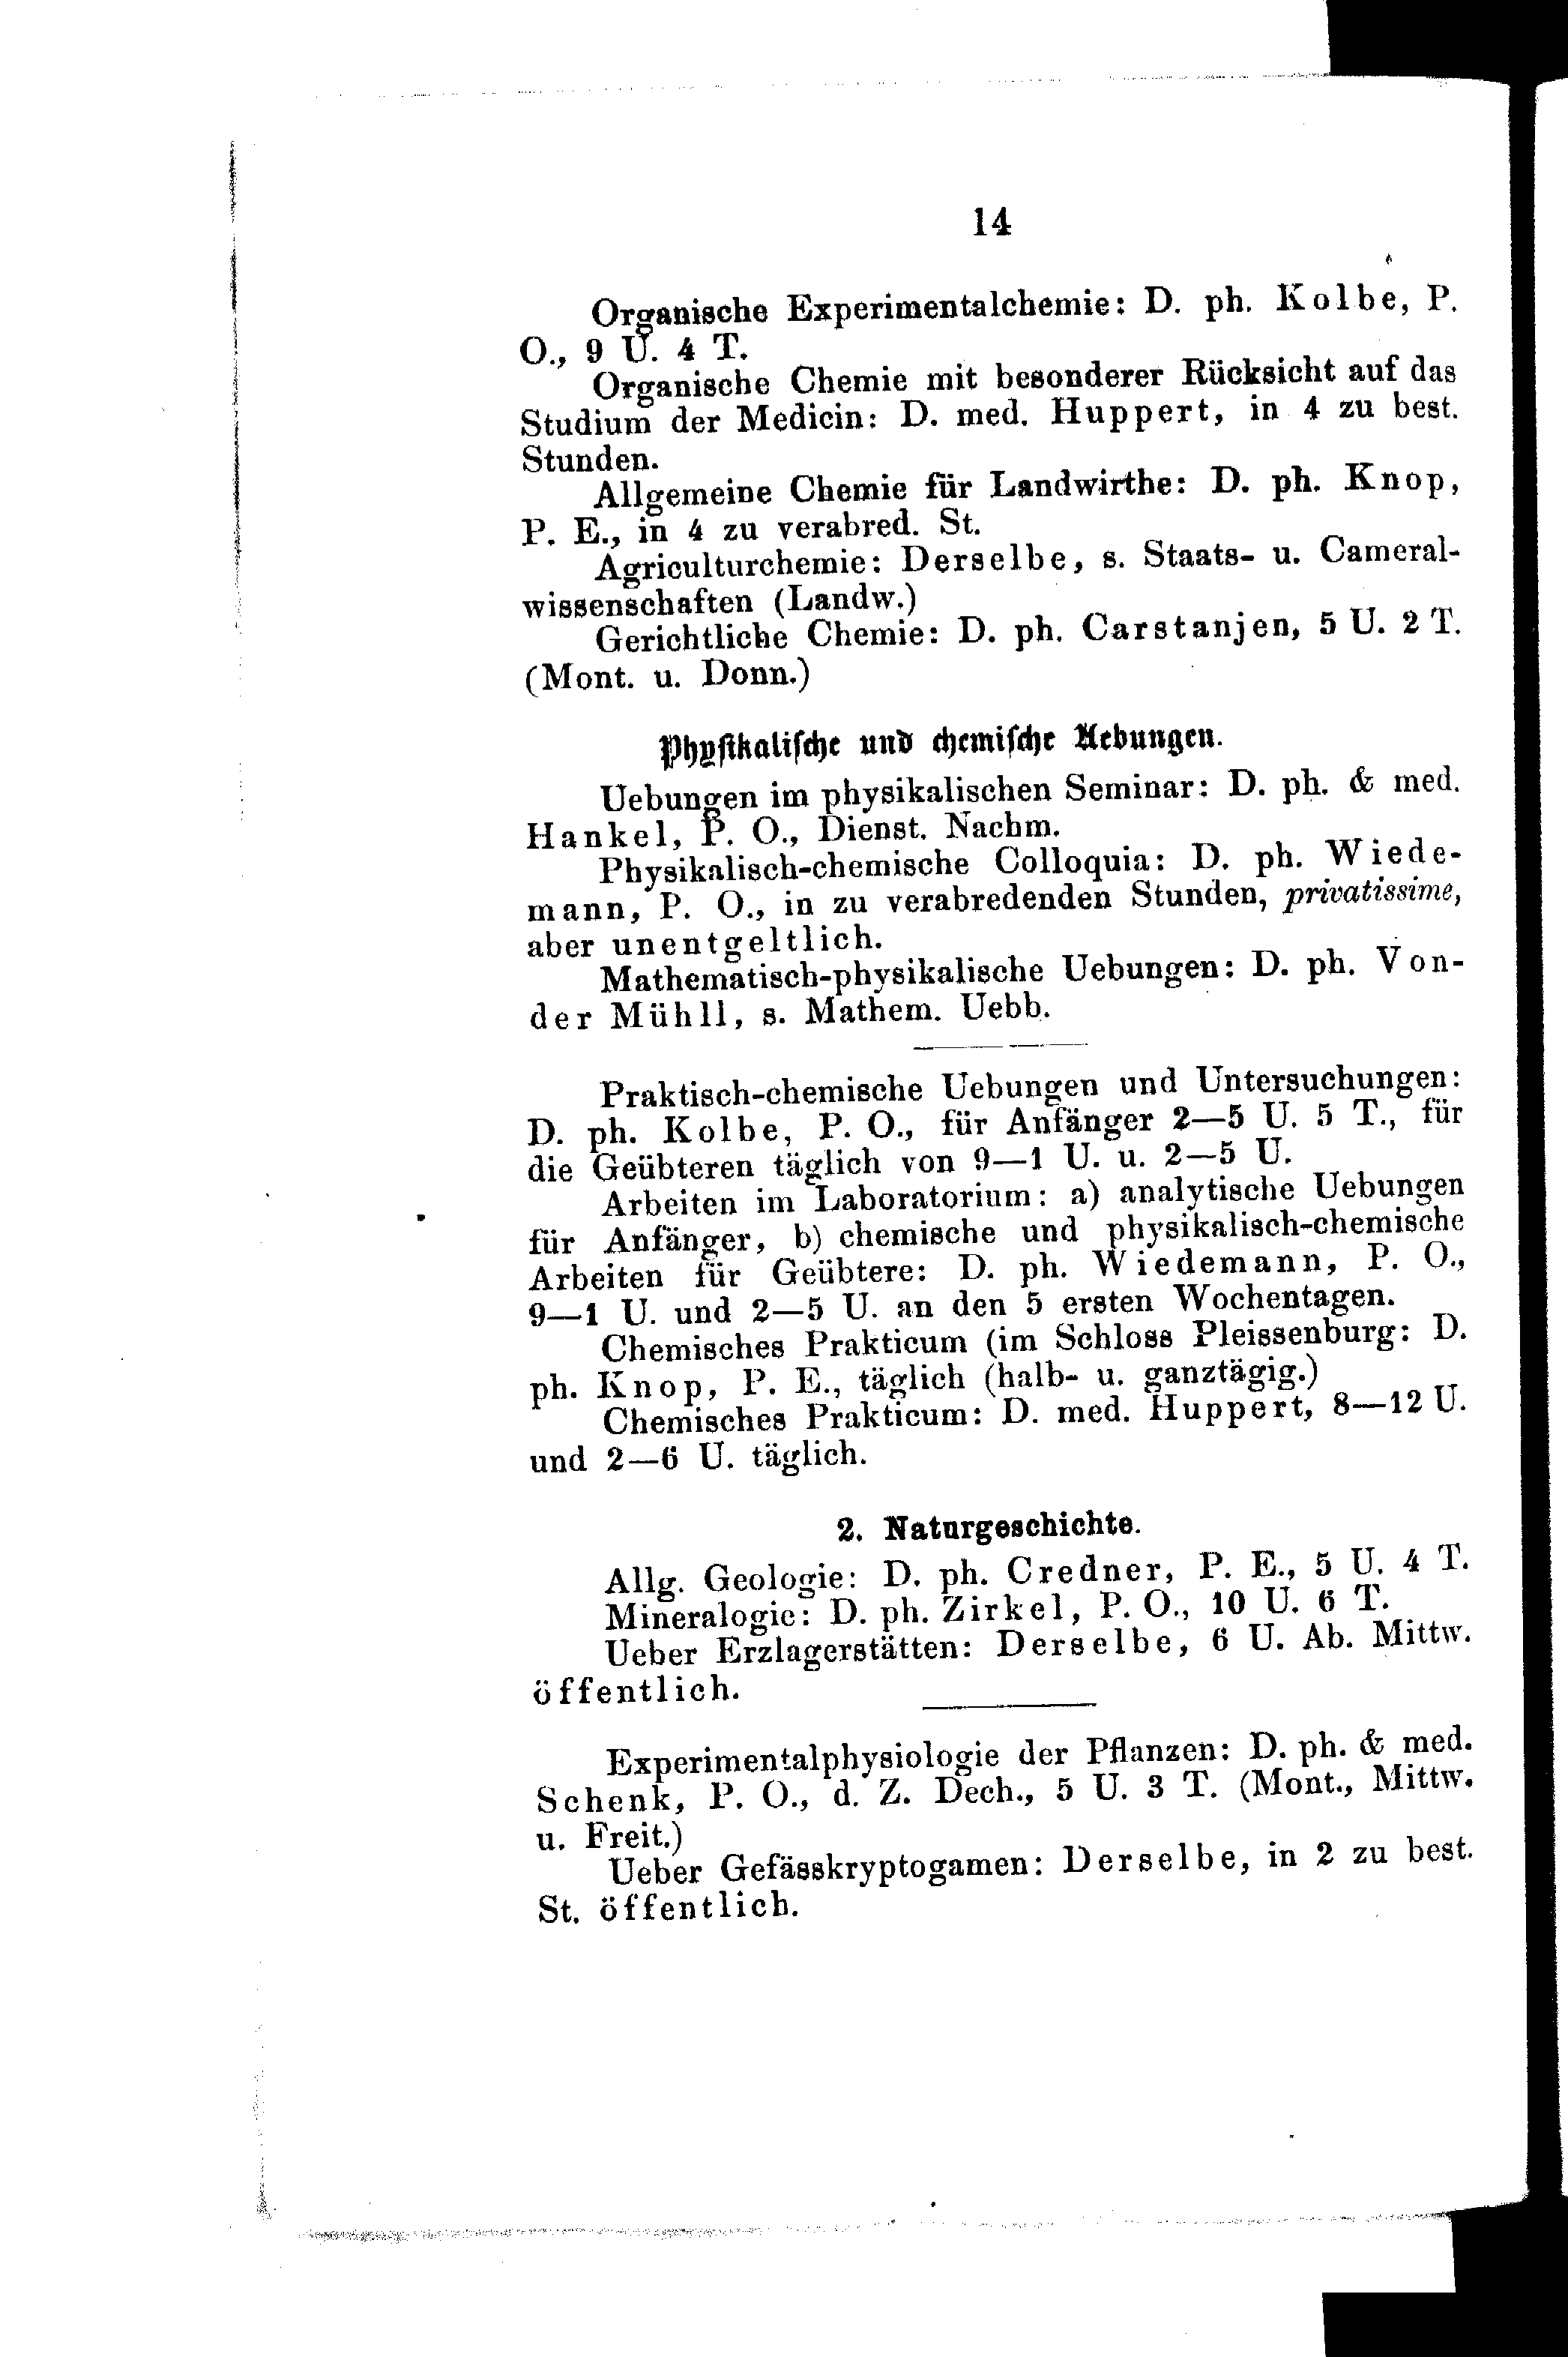 14
Organische Experimentalchemie: D. ph. Kolbe, P.
O., 9 U. 4 T.
Organische Chemie mit besonderer Rücksicht auf das
Studium der Medicin: D. med. Huppert, in 4 zu best.
Stunden.
Allgemeine Chemie für Landwirthe: D. ph. Knop,
P. E., in 4 zu verabred. St.
Agriculturchemie: Derselbe, s. Staats- u. Cameral-
wissenschaften (Landw.)
Gerichtliche Chemie: D. ph. Carstanjen, 5 U. 2 T.
(Mont. u. Donn.)
Physikalische und chemische Uebungen.
Uebungen im physikalischen Seminar: D. ph. & med.
Hankel, P. O., Dienst. Nachm.
Physikalisch-chemische Colloquia: D. ph. Wiede-
mann, P. O., in zu verabredenden Stunden, privatissime,
aber unentgeltlich.
Mathematisch-physikalische Uebungen: D. ph. Von-
der Mühll, s. Mathem. Uebb.
Praktisch-chemische Uebungen und Untersuchungen:
D. ph. Kolbe, P. O., für Anfänger 2—5 U. 5 T., für
die Geübteren täglich von 9—1 U. u. 2—5 U.
Arbeiten im Laboratorium: a) analytische Uebungen
für Anfänger, b) chemische und physikalisch-chemische
Arbeiten für Geübtere: D. ph. Wiedemann, P. O.,
9—1 U. und 2—5 U. an den 5 ersten Wochentagen.
Chemisches Prakticum (im Schloss Pleissenburg: D.
ph. Knop, P. E., täglich (halb- u. ganztägig.)
Chemisches Prakticum: D. med. Huppert, 8—12 U.
und 2—6 U. täglich.
2. Naturgeschichte.
Allg. Geologie: D. ph. Credner, P. E., 5 U. 4 T.
Mineralogie: D. ph. Zirkel, P. O., 10 U. 6 T.
Ueber Erzlagerstätten: Derselbe, 6 U. Ab. Mittw.
öffentlich.
Experimentalphysiologie der Pflanzen: D. ph. & med.
Schenk, P. O., d. Z. Dech., 5 U. 3 T. (Mont., Mittw.
u. Freit.)
Ueber Gefässkryptogamen: Derselbe, in 2 zu best.
St. öffentlich.